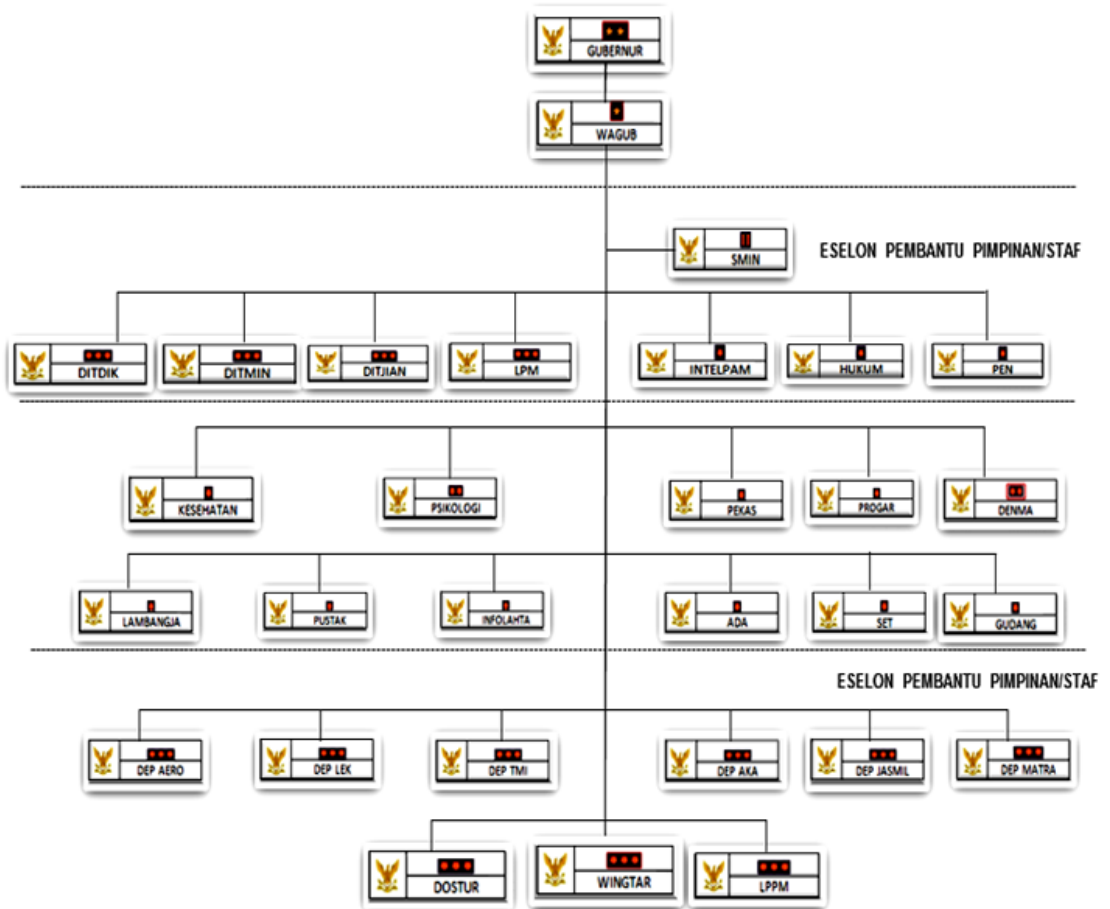 GUBERNUR
WAGUB
SMIN
ESELON PEMBANTU PIMPINAN/STAF
DITDIK
DITMIN
DITJIAN
LPM
INTELPAM
HUKUM
PEN
KESEHATAN
PSIKOLOGI
PEKAS
PROGAR
DENMA
LAMBANGJA
PUSTAK
INFOLAHTA
ADA
SET
GUDANG
ESELON PEMBANTU PIMPINAN/STAF
DEP AERO
DEP LEK
DEP TMI
DEP AKA
DEP JASMIL
DEP MATRA
DOSTUR
WINGTAR
LPPM